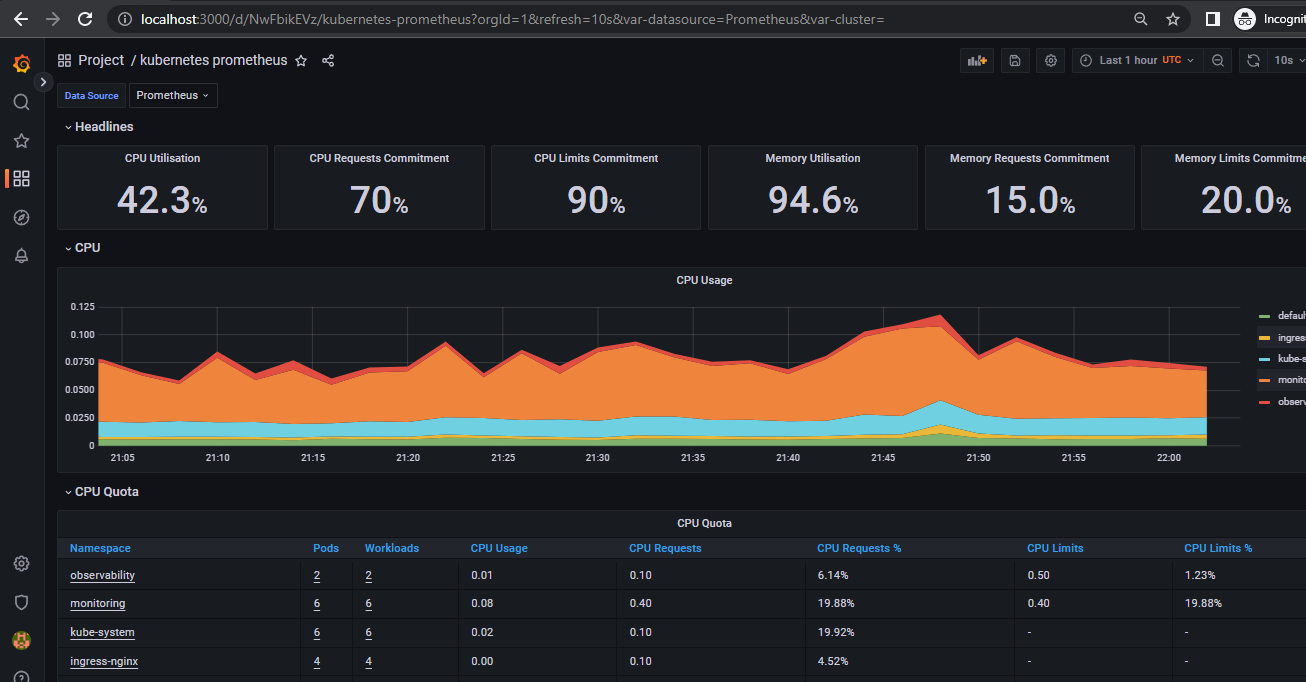 localhost:3000/d/NwFbikEVz/kubernetes-prometheus?orgId=1&refresh=10s&var-datasource=Prometheus&var-cluster=
Project / kubernetes prometheus
Last 1 hour UTC
10s
Data Source Prometheus
Headlines
CPU Utilisation
42.3%
CPU Requests Commitment
70%
CPU Limits Commitment
90%
Memory Utilisation
94.6%
Memory Requests Commitment
15.0%
Memory Limits
20.0%
CPU
CPU Usage
0.125
0.100
0.0750
0.0500
0.0250
0
21:05 21:10 21:15 21:20 21:25 21:30 21:35 21:40 21:45 21:50 21:55 22:00
CPU Quota
CPU Quota
Namespace Pods Workloads CPU Usage CPU Requests CPU Requests % CPU Limits CPU Limits %
observability 2 2 0.01 0.10 6.14% 0.50 1.23%
monitoring 6 6 0.08 0.40 19.88% 0.40 19.88%
kube-system 6 6 0.02 0.10 19.92% - -
ingress-nginx 4 4 0.00 0.10 4.52% - -